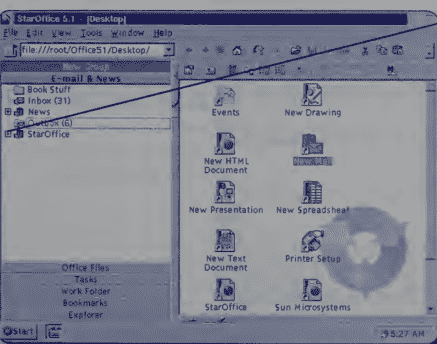 StarOffice 5.1 - [Desktop]
File Edit View Tools Window Help
file:///root/Office51/Desktop/
E-mail & News
Book Stuff
Inbox (31)
News
Outbox (6)
StarOffice
Office Files
Tasks
Work Folder
Bookmarks
Explorer
Events
New Drawing
New HTML
Document
New Presentation
New Spreadsheet
New Text
Document
Printer Setup
StarOffice
Sun Microsystems
Start
5:27 AM